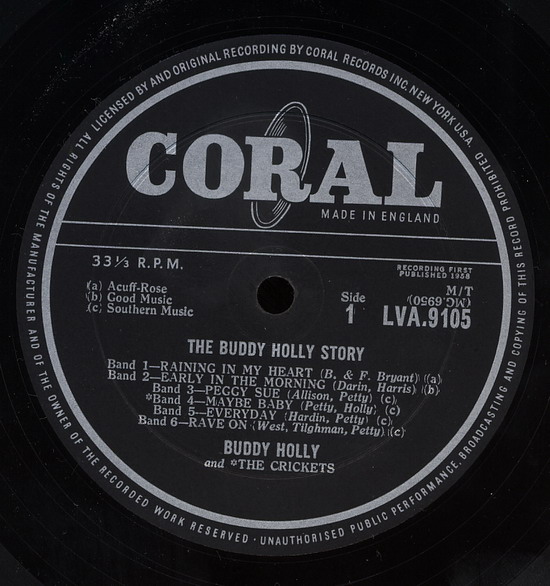 ALL RIGHTS OF THE MANUFACTURER AND OF THE OWNER OF THE RECORDED WORK RESERVED · UNAUTHORISED PUBLIC PERFORMANCE, BROADCASTING AND COPYING OF THIS RECORD PROHIBITED
LICENSED BY AND ORIGINAL RECORDING BY CORAL RECORDS INC. NEW YORK U.S.A.
CORAL
MADE IN ENGLAND
33⅓ R.P.M.
RECORDING FIRST
PUBLISHED 1958
(a) Acuff-Rose
(b) Good Music
(c) Southern Music
M/T
(MC.6950)
Side
1
LVA.9105
THE BUDDY HOLLY STORY
Band 1—RAINING IN MY HEART (B. & F. Bryant) (a)
Band 2—EARLY IN THE MORNING (Darin, Harris) (b)
Band 3—PEGGY SUE (Allison, Petty) (c)
*Band 4—MAYBE BABY (Petty, Holly) (c)
Band 5—EVERYDAY (Hardin, Petty) (c)
Band 6—RAVE ON (West, Tilghman, Petty) (c)
BUDDY HOLLY
and *THE CRICKETS